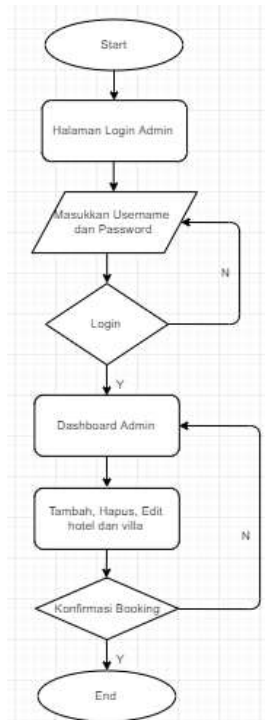 Start
Halaman Login Admin
Masukkan Username
dan Password
N
Login
Y
Dashboard Admin
Tambah, Hapus, Edit
hotel dan villa
N
Konfirmasi Booking
Y
End